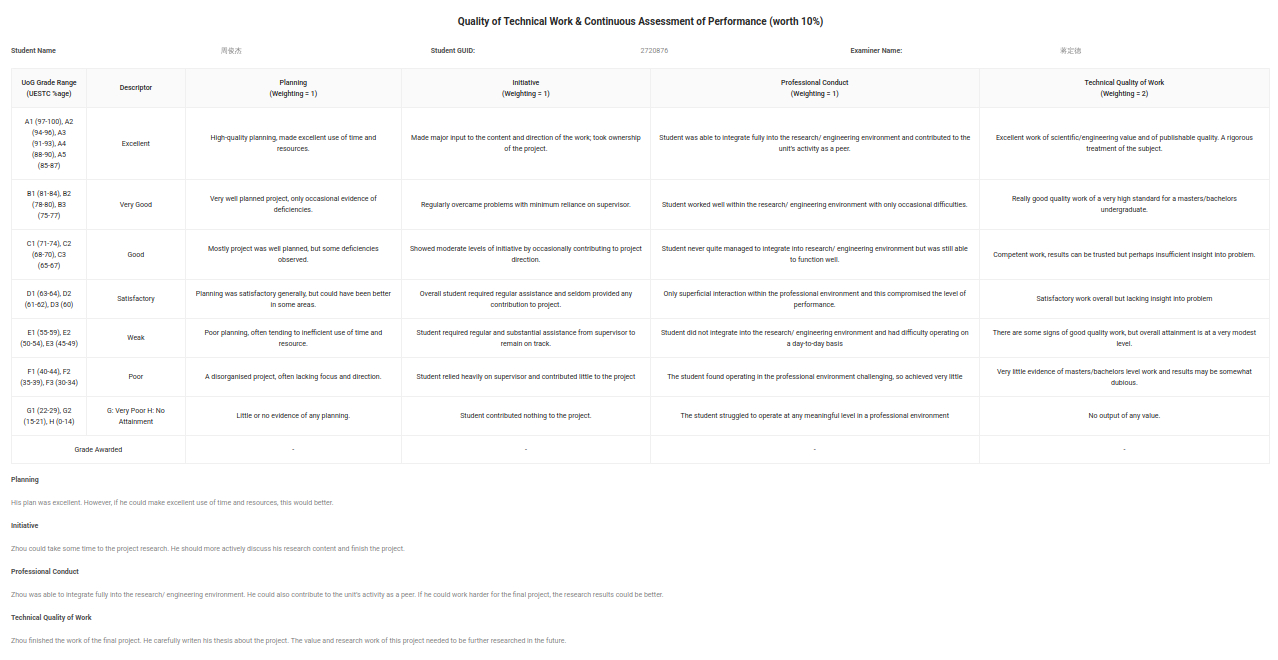 Quality of Technical Work & Continuous Assessment of Performance (worth 10%)
Student Name 周俊杰 Student GUID: 2720876 Examiner Name: 蒋定德
UoG Grade Range
(UESTC %age)
Descriptor
Planning
(Weighting = 1)
Initiative
(Weighting = 1)
Professional Conduct
(Weighting = 1)
Technical Quality of Work
(Weighting = 2)
A1 (97-100), A2
(94-96), A3
(91-93), A4
(88-90), A5
(85-87)
Excellent
High-quality planning, made excellent use of time and
resources.
Made major input to the content and direction of the work; took ownership
of the project.
Student was able to integrate fully into the research/ engineering environment and contributed to the
unit's activity as a peer.
Excellent work of scientific/engineering value and of publishable quality. A rigorous
treatment of the subject.
B1 (81-84), B2
(78-80), B3
(75-77)
Very Good
Very well planned project, only occasional evidence of
deficiencies.
Regularly overcame problems with minimum reliance on supervisor.
Student worked well within the research/ engineering environment with only occasional difficulties.
Really good quality work of a very high standard for a masters/bachelors
undergraduate.
C1 (71-74), C2
(68-70), C3
(65-67)
Good
Mostly project was well planned, but some deficiencies
observed.
Showed moderate levels of initiative by occasionally contributing to project
direction.
Student never quite managed to integrate into research/ engineering environment but was still able
to function well.
Competent work, results can be trusted but perhaps insufficient insight into problem.
D1 (63-64), D2
(61-62), D3 (60)
Satisfactory
Planning was satisfactory generally, but could have been better
in some areas.
Overall student required regular assistance and seldom provided any
contribution to project.
Only superficial interaction within the professional environment and this compromised the level of
performance.
Satisfactory work overall but lacking insight into problem
E1 (55-59), E2
(50-54), E3 (45-49)
Weak
Poor planning, often tending to inefficient use of time and
resource.
Student required regular and substantial assistance from supervisor to
remain on track.
Student did not integrate into the research/ engineering environment and had difficulty operating on
a day-to-day basis
There are some signs of good quality work, but overall attainment is at a very modest
level.
F1 (40-44), F2
(35-39), F3 (30-34)
Poor
A disorganised project, often lacking focus and direction.
Student relied heavily on supervisor and contributed little to the project
The student found operating in the professional environment challenging, so achieved very little
Very little evidence of masters/bachelors level work and results may be somewhat
dubious.
G1 (22-29), G2
(15-21), H (0-14)
G: Very Poor H: No
Attainment
Little or no evidence of any planning.
Student contributed nothing to the project.
The student struggled to operate at any meaningful level in a professional environment
No output of any value.
Grade Awarded - - - -
Planning
His plan was excellent. However, if he could make excellent use of time and resources, this would better.
Initiative
Zhou could take some time to the project research. He should more actively discuss his research content and finish the project.
Professional Conduct
Zhou was able to integrate fully into the research/ engineering environment. He could also contribute to the unit's activity as a peer. If he could work harder for the final project, the research results could be better.
Technical Quality of Work
Zhou finished the work of the final project. He carefully writen his thesis about the project. The value and research work of this project needed to be further researched in the future.